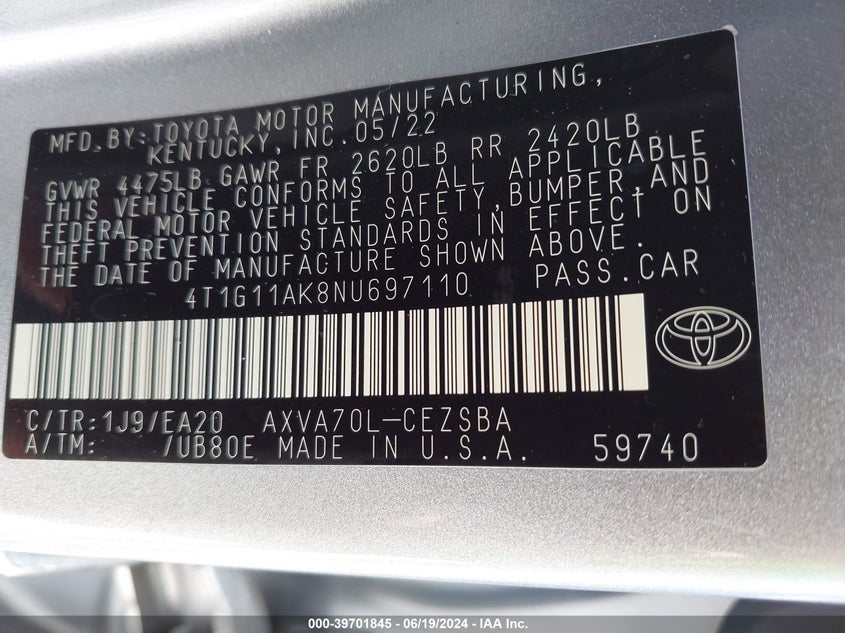 MFD.BY:TOYOTA MOTOR MANUFACTURING,
KENTUCKY, INC. 05/22
GVWR 4475LB GAWR FR 2620LB RR 2420LB
THIS VEHICLE CONFORMS TO ALL APPLICABLE
FEDERAL MOTOR VEHICLE SAFETY,BUMPER,AND
THEFT PREVENTION STANDARDS IN EFFECT ON
THE DATE OF MANUFACTURE SHOWN ABOVE.
4T1G11AK8NU697110 PASS.CAR
C/TR:1J9/EA20 AXVA70L-CEZSBA
A/TM: /UB80E MADE IN U.S.A. 59740
000-39701845 - 06/19/2024 - IAA Inc.